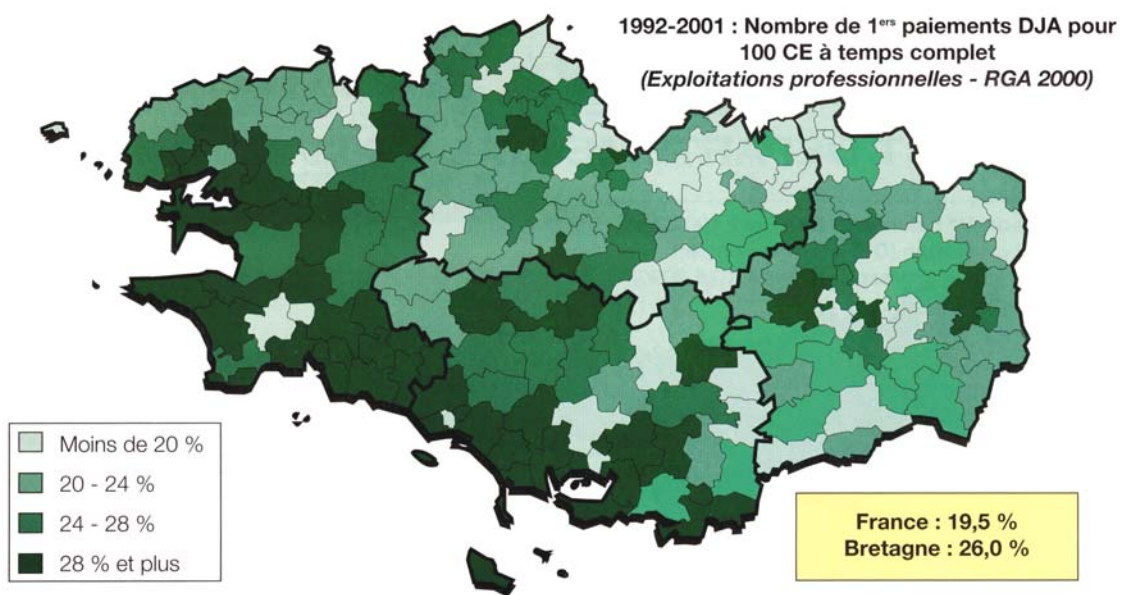 1992-2001 : Nombre de 1ers paiements DJA pour
100 CE à temps complet
(Exploitations professionnelles - RGA 2000)
Moins de 20 %
20 - 24 %
24 - 28 %
28 % et plus
France : 19,5 %
Bretagne : 26,0 %